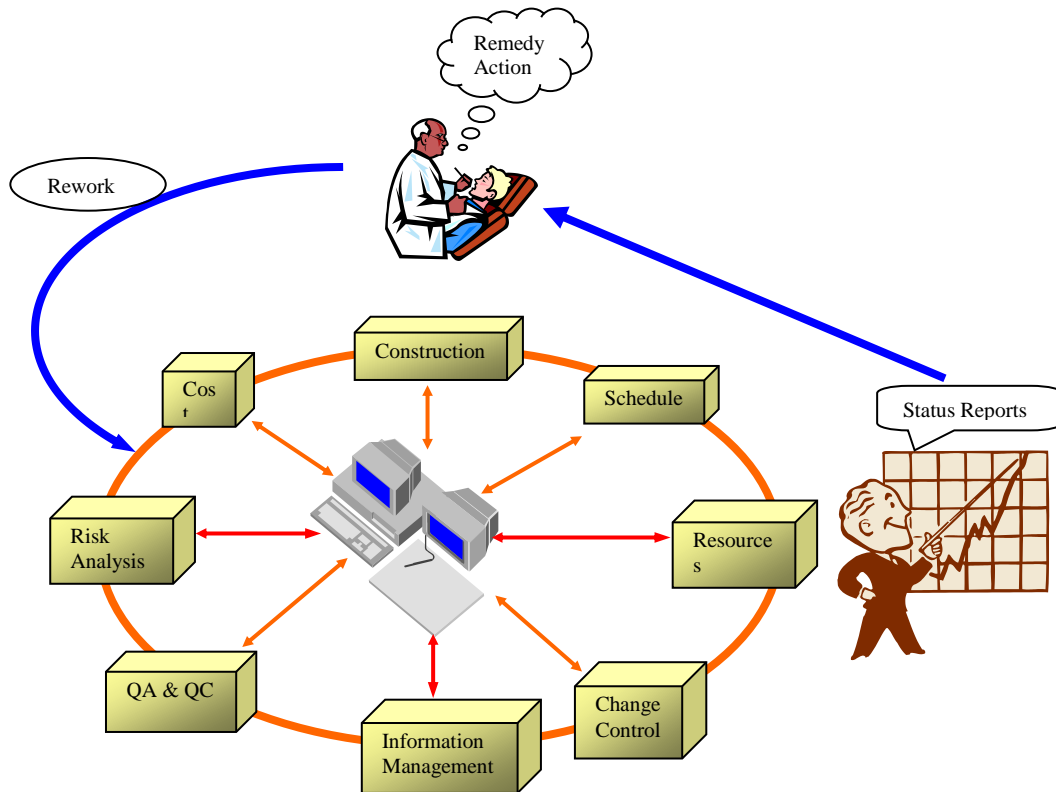 Remedy
Action
Rework
Construction
Cos
t
Schedule
Status Reports
Risk
Analysis
Resource
s
QA & QC
Change
Control
Information
Management